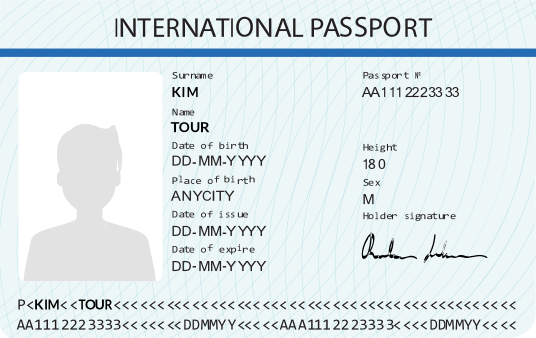 INTERNATIONAL PASSPORT
Surname
KIM
Name
TOUR
Date of birth
DD-MM-YYYY
Place of birth
ANYCITY
Date of issue
DD-MM-YYYY
Date of expire
DD-MM-YYYY
Passport №
AA1112223333
Height
180
Sex
M
Holder signature
P<KIM<<TOUR<<<<<<<<<<<<<<<<<<<<<<<<<<<<<<
AA1112223333<<<<<<DDMMYY<<<<<AAA1112223333<<<<DDMMYY<<<<